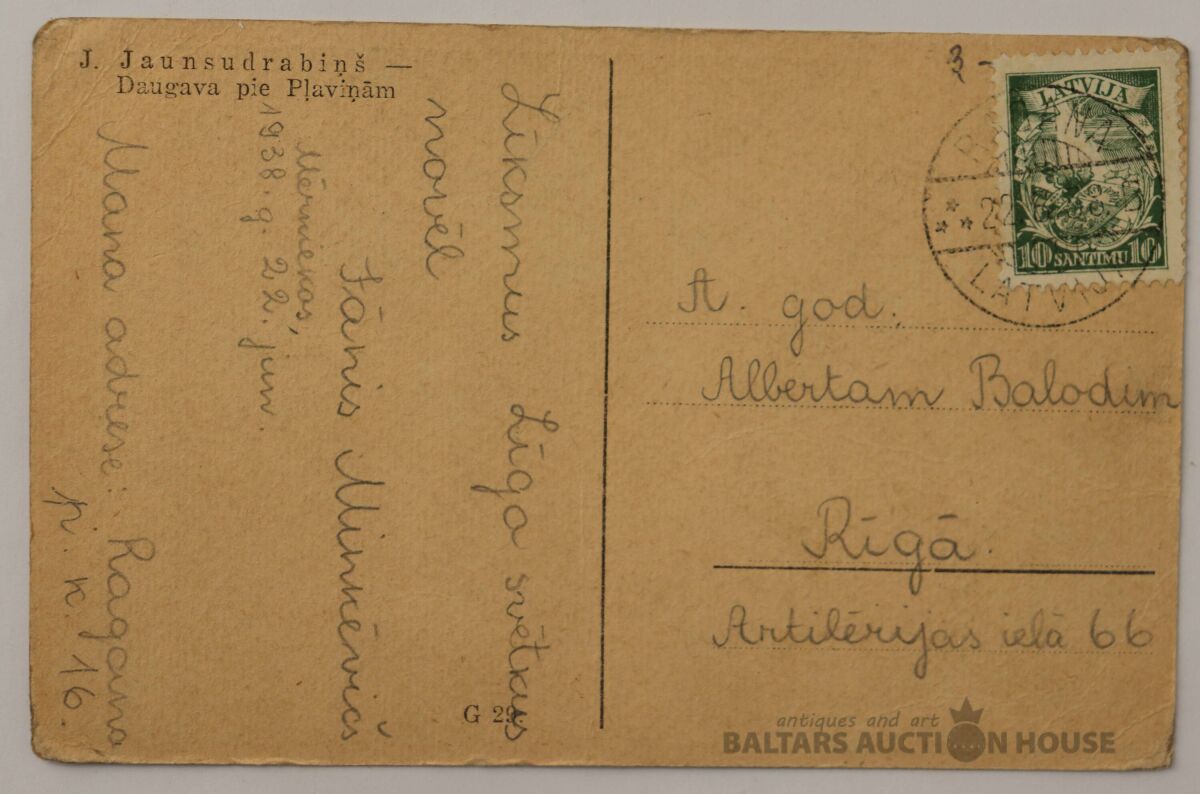 J. Jaunsudrabiņš —
Daugava pie Pļaviņām
Līksmus Līgo svētkus
novēl
Jānis Minkēvičs
Mērniekos,
1938. g. 22. jun.
Mana adrese: Ragana,
p. k. 16.
G 29.
3 -
LATVIJA
10 SANTIMU 10
LATVIJA
A. god.
Albertam Balodim
Rīgā.
Artilērijas ielā 66
antiques and art
BALTARS AUCTION HOUSE